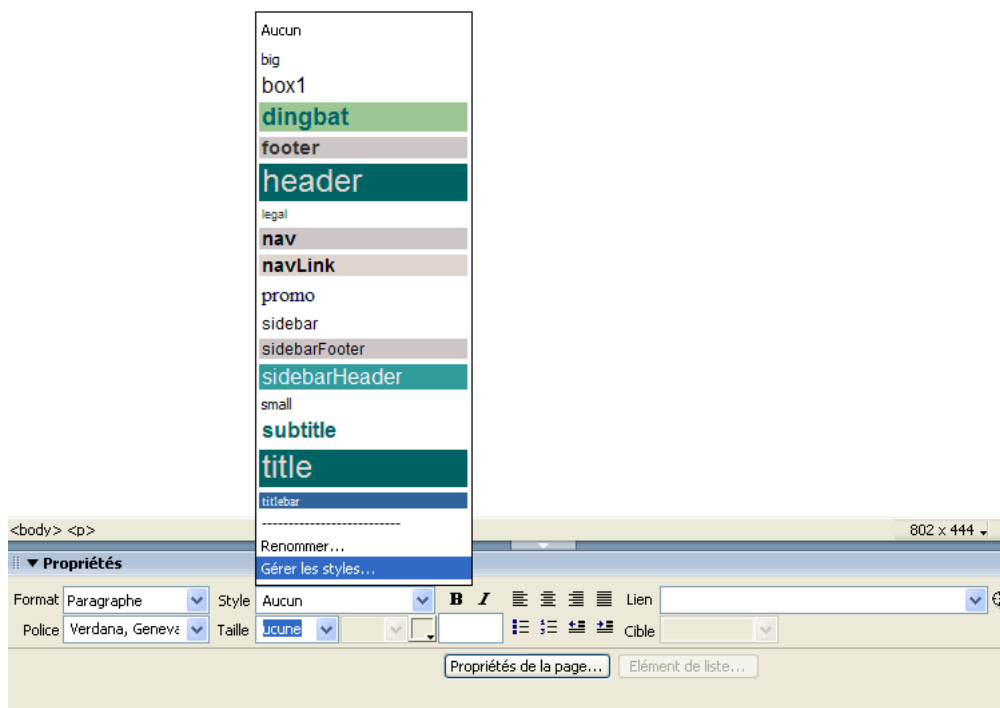 Aucun
big
box1
dingbat
footer
header
legal
nav
navLink
promo
sidebar
sidebarFooter
sidebarHeader
small
subtitle
title
titlebar
--------------------------
Renommer...
Gérer les styles...
<body> <p> 802 x 444
Propriétés
Format Paragraphe Style Aucun B I Lien
Police Verdana, Geneva Taille ucune Cible
Propriétés de la page... Elément de liste...